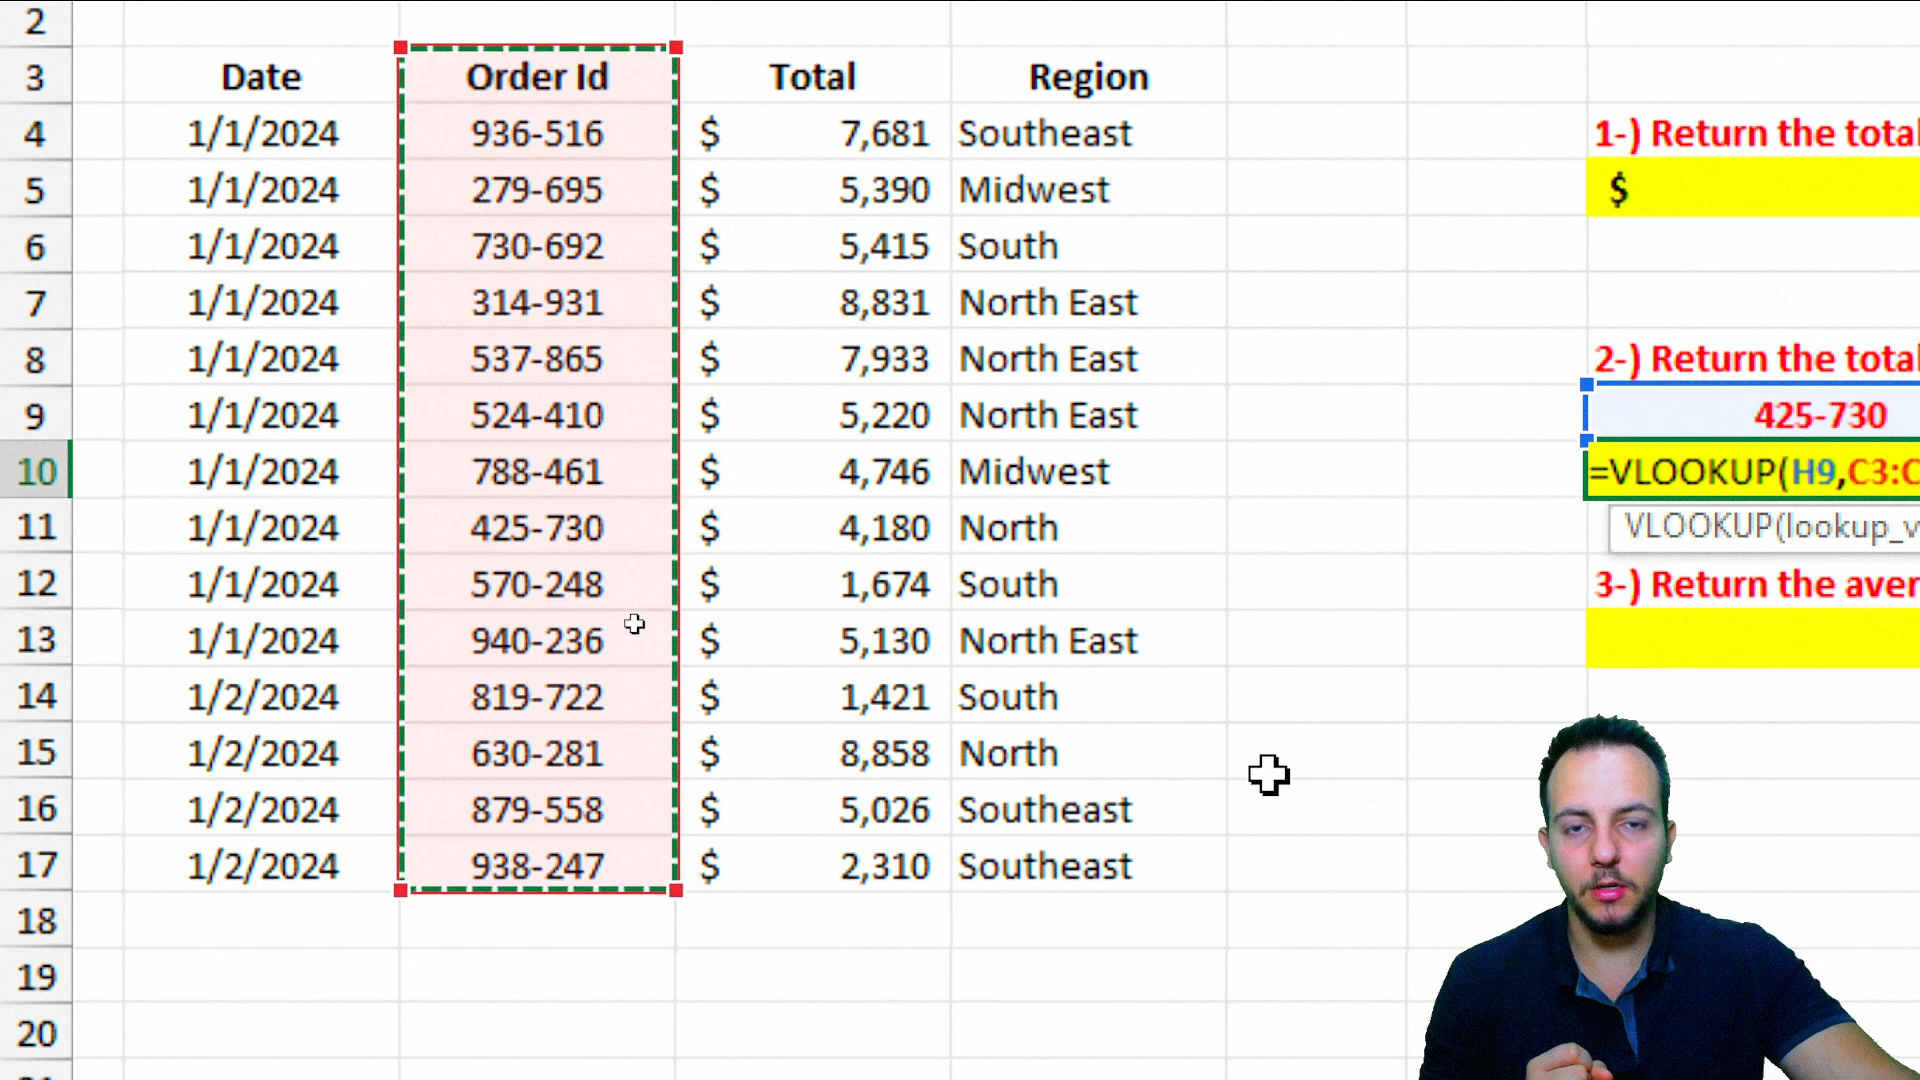 2
3 Date Order Id Total Region
4 1/1/2024 936-516 $ 7,681 Southeast 1-) Return the total
5 1/1/2024 279-695 $ 5,390 Midwest $
6 1/1/2024 730-692 $ 5,415 South
7 1/1/2024 314-931 $ 8,831 North East
8 1/1/2024 537-865 $ 7,933 North East 2-) Return the total
9 1/1/2024 524-410 $ 5,220 North East 425-730
10 1/1/2024 788-461 $ 4,746 Midwest =VLOOKUP(H9,C3:C
11 1/1/2024 425-730 $ 4,180 North VLOOKUP(lookup_v
12 1/1/2024 570-248 $ 1,674 South 3-) Return the aver
13 1/1/2024 940-236 $ 5,130 North East
14 1/2/2024 819-722 $ 1,421 South
15 1/2/2024 630-281 $ 8,858 North
16 1/2/2024 879-558 $ 5,026 Southeast
17 1/2/2024 938-247 $ 2,310 Southeast
18
19
20